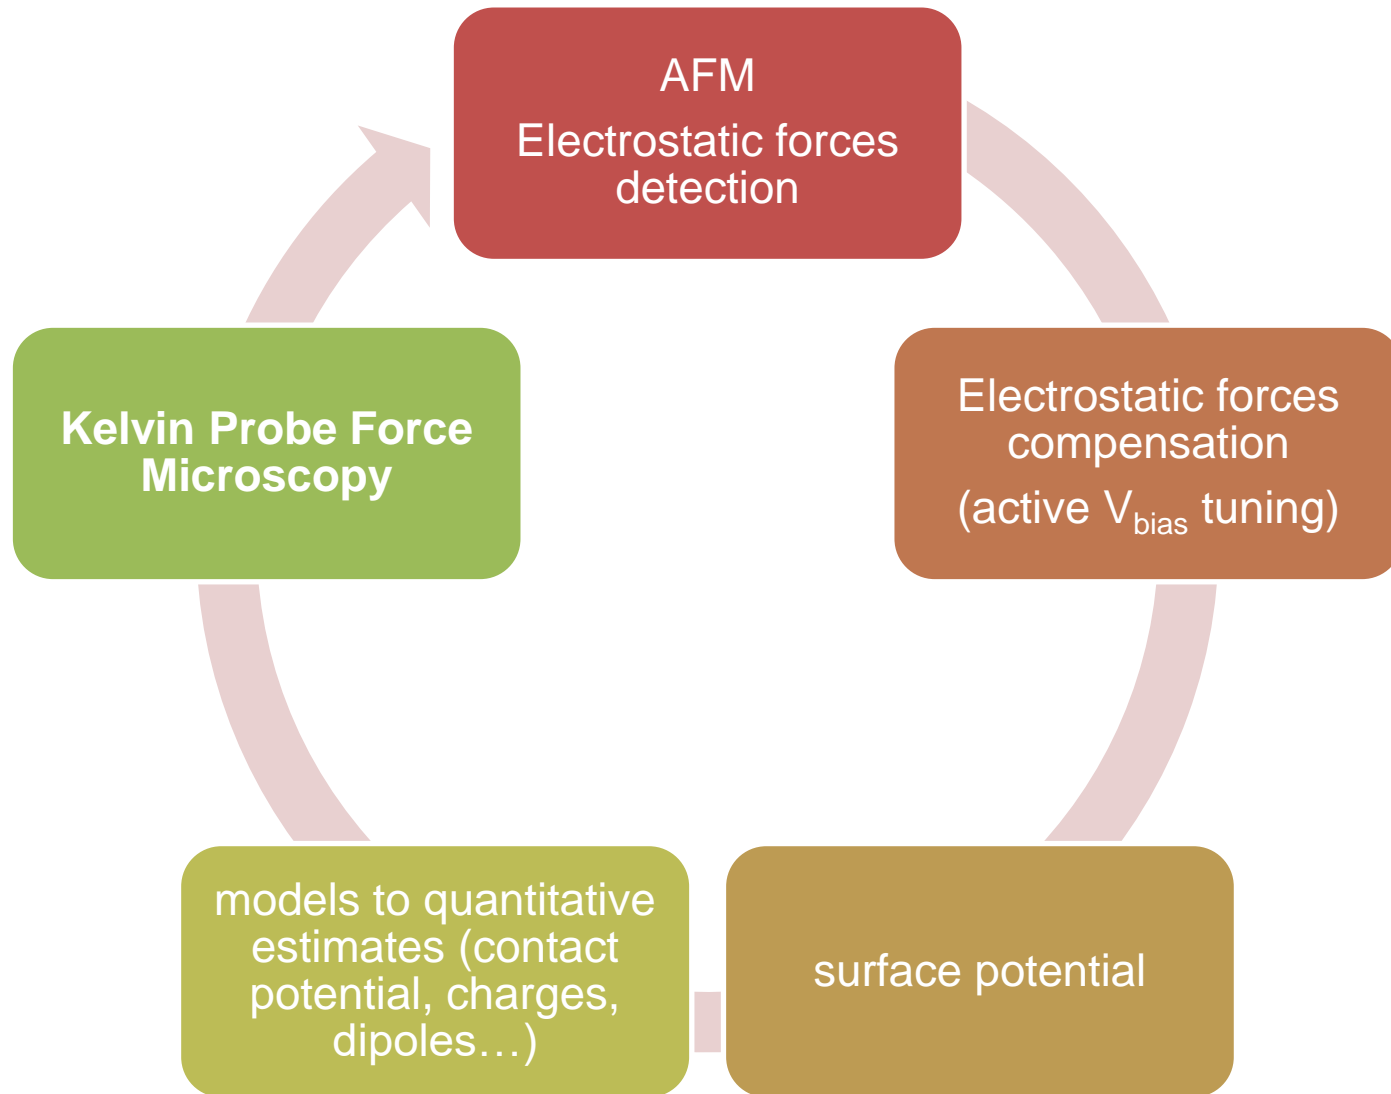 AFM
Electrostatic forces
detection
Electrostatic forces
compensation
(active V_bias tuning)
surface potential
models to quantitative
estimates (contact
potential, charges,
dipoles…)
Kelvin Probe Force
Microscopy